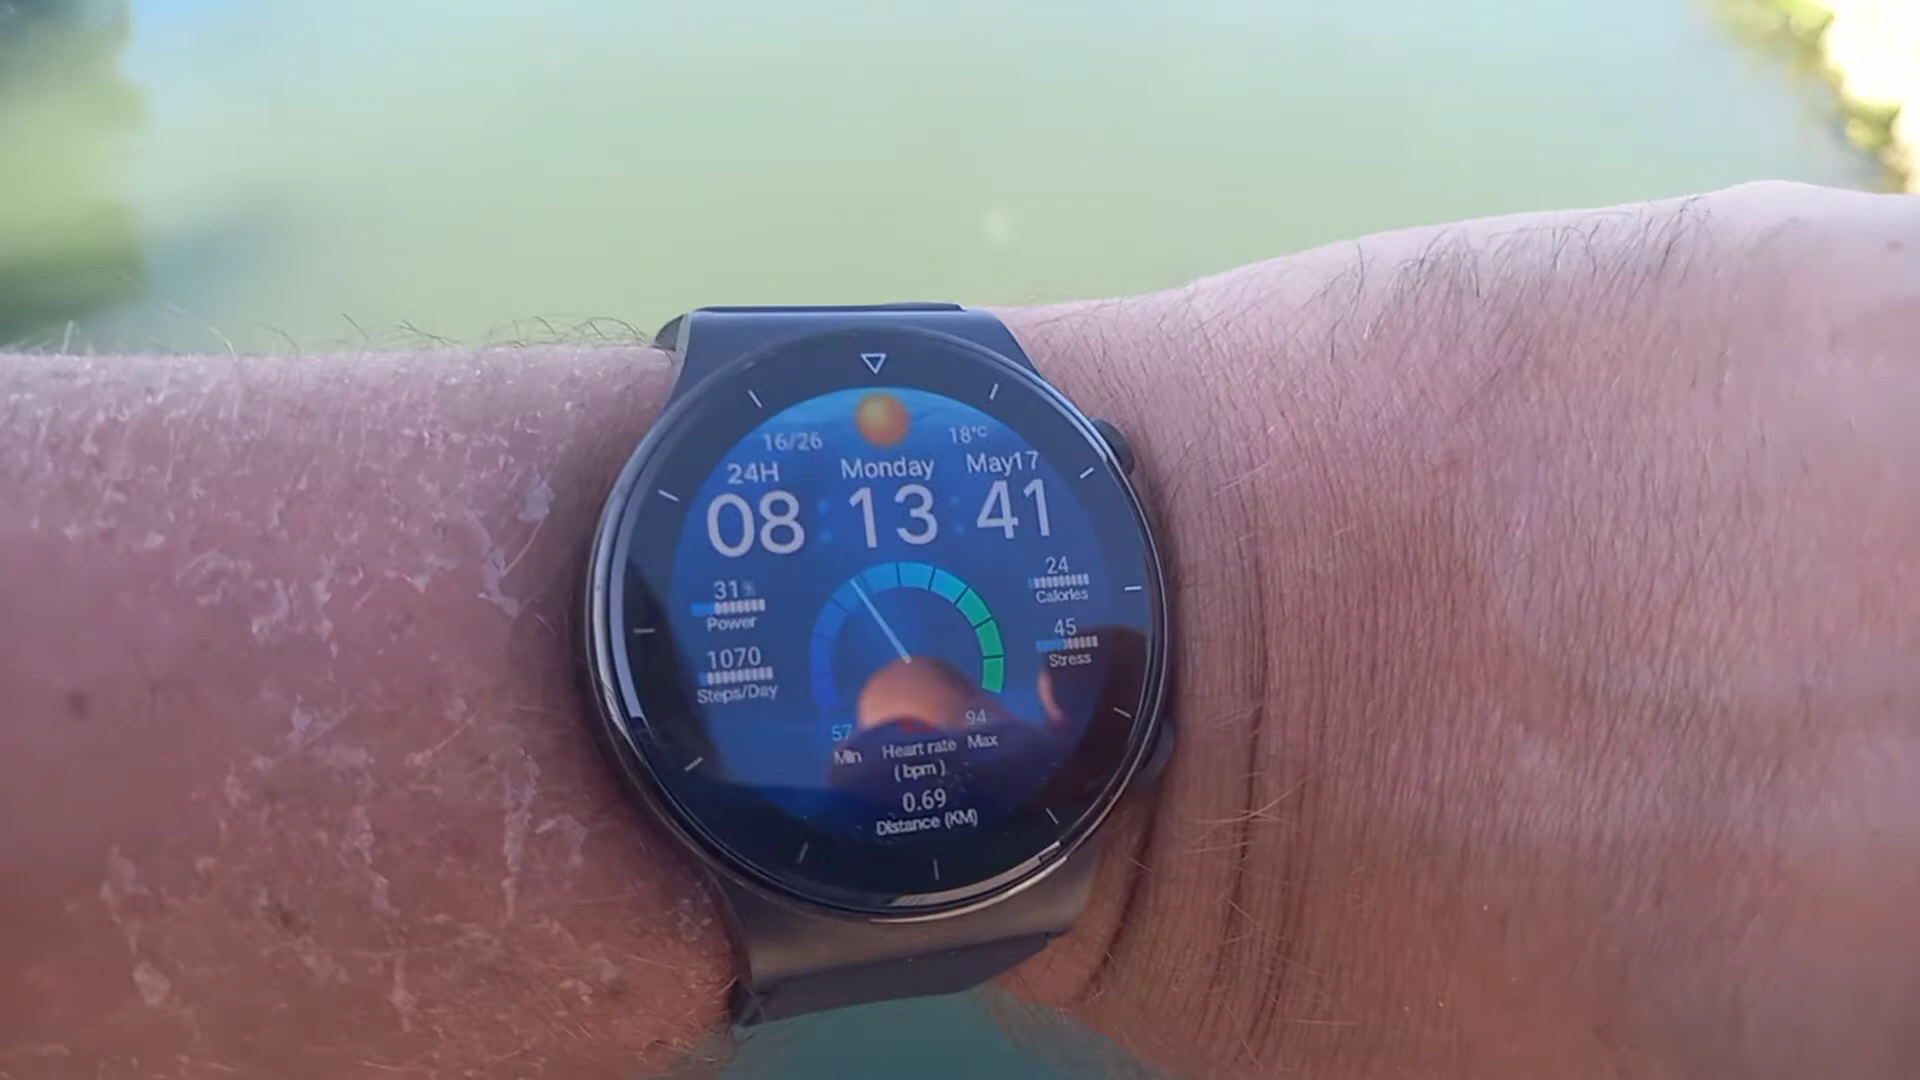 16/26 18°C
24H Monday May17
08 : 13 : 41
31%
Power
24
Calories
1070
Steps/Day
45
Stress
57 94
Min Heart rate Max
( bpm )
0.69
Distance (KM)